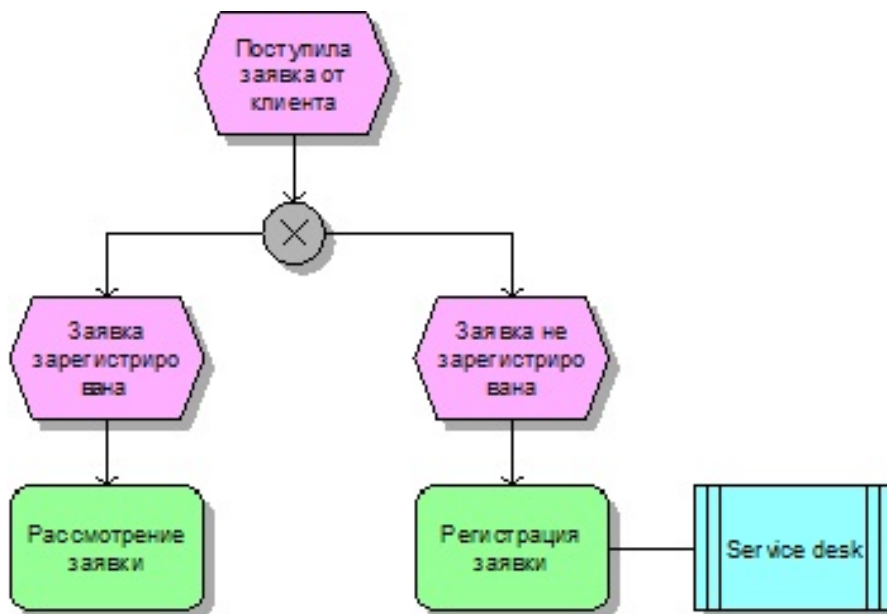 Поступила
заявка от
клиента
Заявка
зарегистриро
вана
Заявка не
зарегистриро
вана
Рассмотрение
заявки
Регистрация
заявки
Service desk